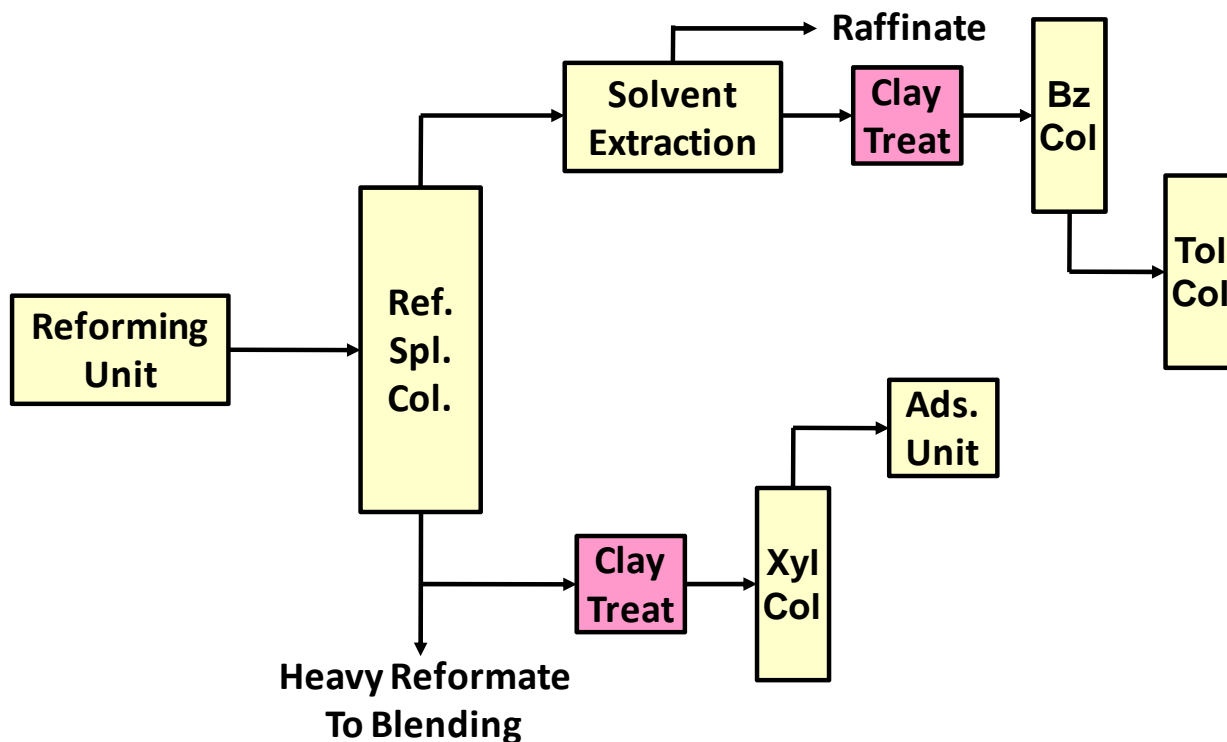 Raffinate
Solvent
Extraction
Clay
Treat
Bz
Col
Tol
Col
Reforming
Unit
Ref.
Spl.
Col.
Ads.
Unit
Clay
Treat
Xyl
Col
Heavy Reformate
To Blending